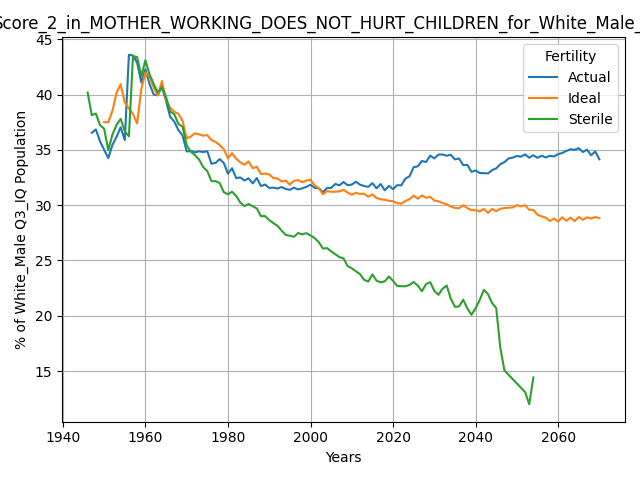 Score_2_in_MOTHER_WORKING_DOES_NOT_HURT_CHILDREN_for_White_Male_
Fertility
Actual
Ideal
Sterile
% of White_Male Q3_IQ Population
45
40
35
30
25
20
15
1940
1960
1980
2000
2020
2040
2060
Years